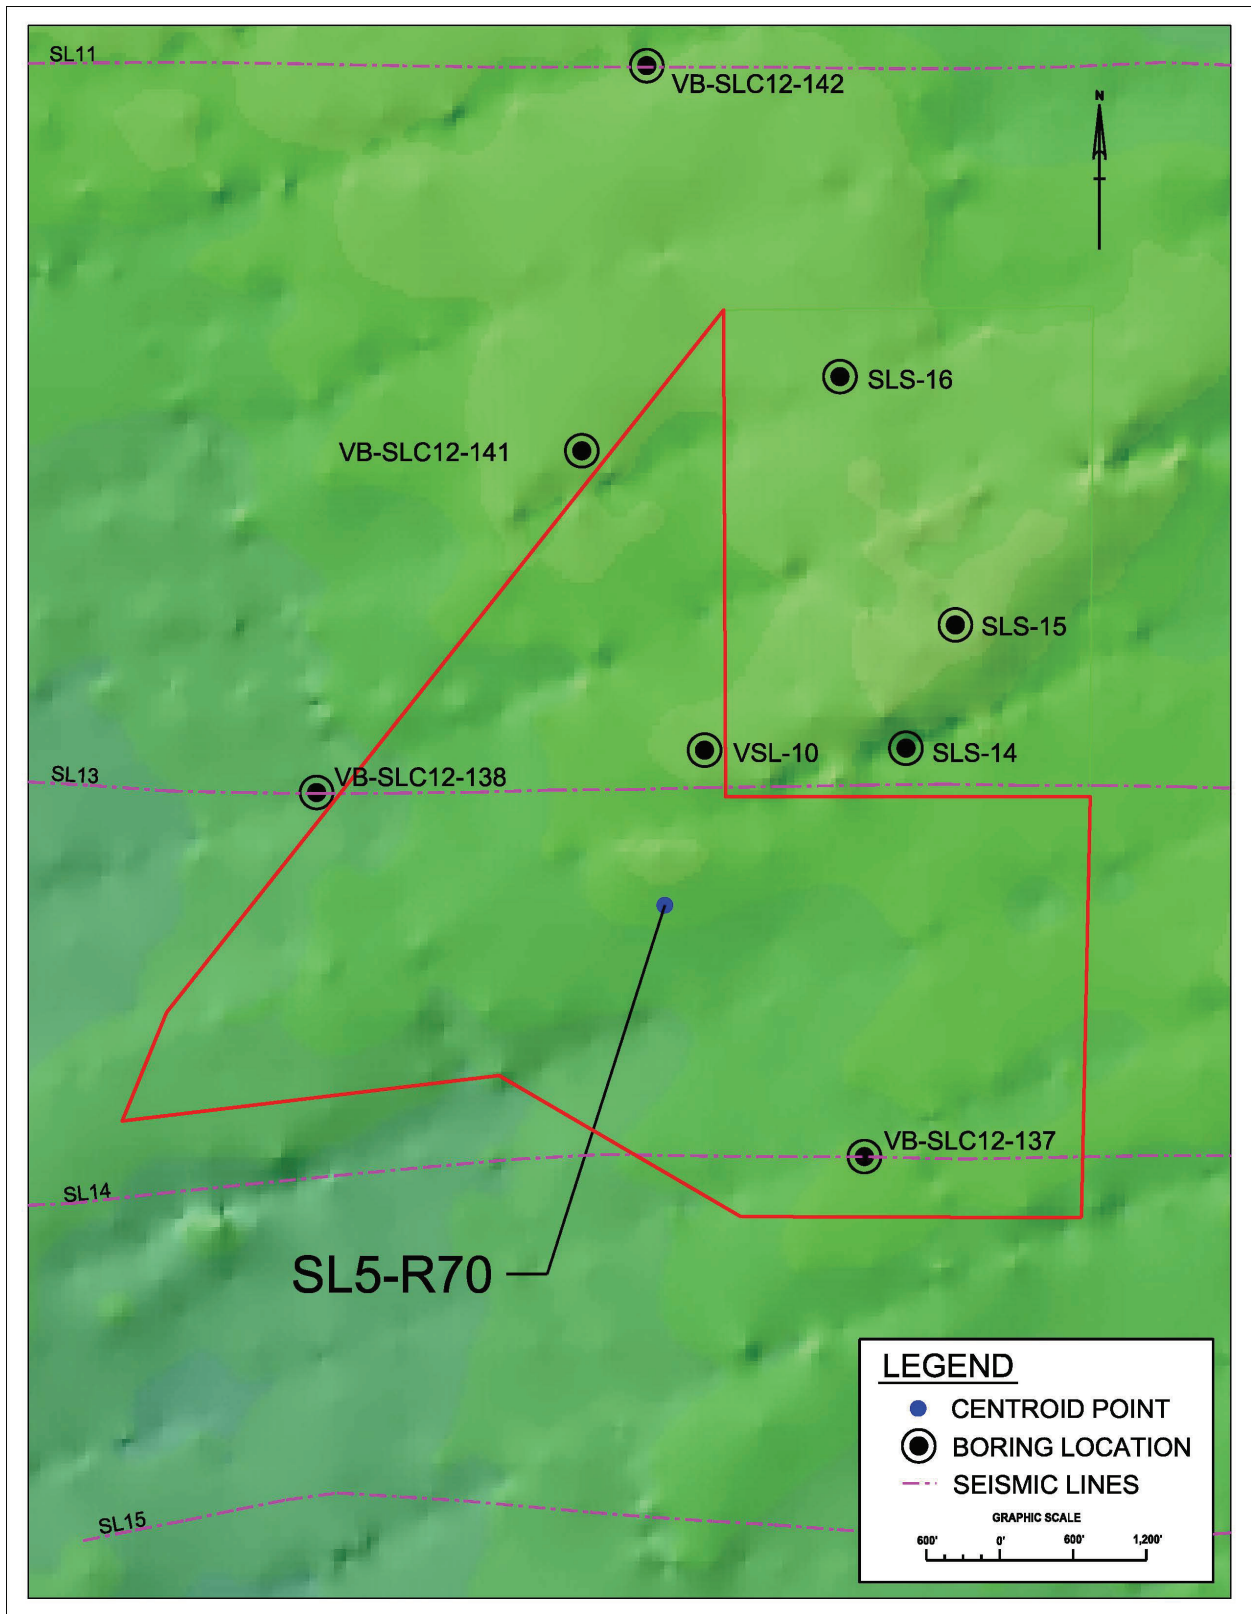 SL11
VB-SLC12-142
N
SLS-16
VB-SLC12-141
SLS-15
VSL-10
SLS-14
SL13
VB-SLC12-138
VB-SLC12-137
SL14
SL5-R70
LEGEND
CENTROID POINT
BORING LOCATION
SEISMIC LINES
GRAPHIC SCALE
600' 0' 600' 1,200'
SL15